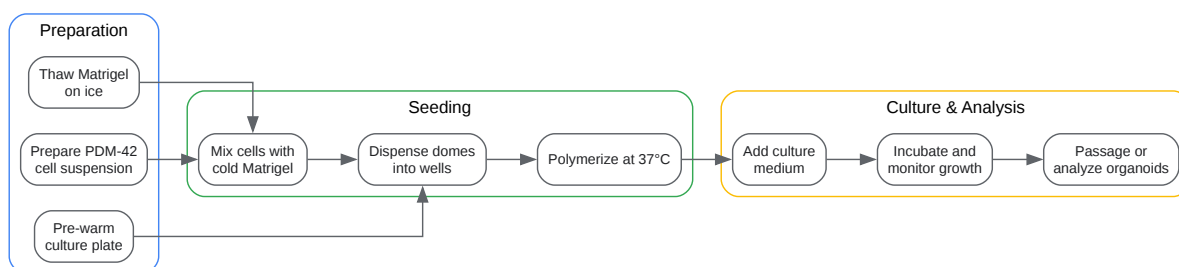 Preparation
Thaw Matrigel
on ice
Prepare PDM-42
cell suspension
Pre-warm
culture plate
Seeding
Mix cells with
cold Matrigel
Dispense domes
into wells
Polymerize at 37°C
Culture & Analysis
Add culture
medium
Incubate and
monitor growth
Passage or
analyze organoids